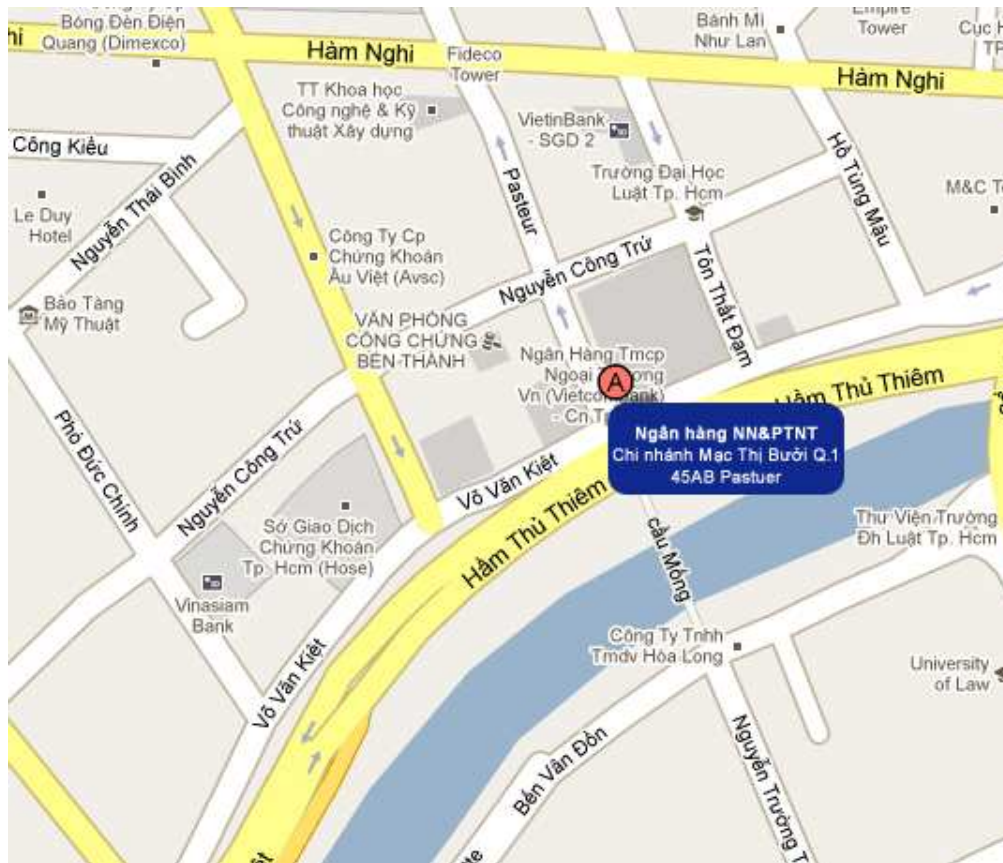 Bóng Đèn Điện
Quang (Dimexco)
Hàm Nghi
Fideco
Tower
Bánh Mì
Như Lan
Empire
Tower
Cục H
TP
Hàm Nghi
TT Khoa học
Công nghệ & Kỹ
thuật Xây dựng
VietinBank
- SGD 2
Công Kiều
Nguyễn Thái Bình
Pasteur
Trường Đại Học
Luật Tp. Hcm
Hồ Tùng Mậu
M&C T
Le Duy
Hotel
Công Ty Cp
Chứng Khoán
Âu Việt (Avsc)
Nguyễn Công Trứ
Tôn Thất Đạm
Bảo Tàng
Mỹ Thuật
VĂN PHÒNG
CÔNG CHỨNG
BẾN THÀNH
Ngân Hàng Tmcp
Ngoại
Vn
- Cn
A
Hầm Thủ Thiêm
Ngân hàng NN&PTNT
Chi nhánh Mạc Thị Bưởi Q.1
45AB Pastuer
Phó Đức Chính
Nguyễn Công Trứ
Võ Văn Kiệt
Hầm Thủ Thiêm
cầu Mống
Thư Viện Trường
Đh Luật Tp. Hcm
Sở Giao Dịch
Chứng Khoán
Tp. Hcm (Hose)
Vinasiam
Bank
Công Ty Tnhh
Tmdv Hòa Long
University
of Law
Võ Văn Kiệt
Bến Vân Đồn
Nguyễn Trường T